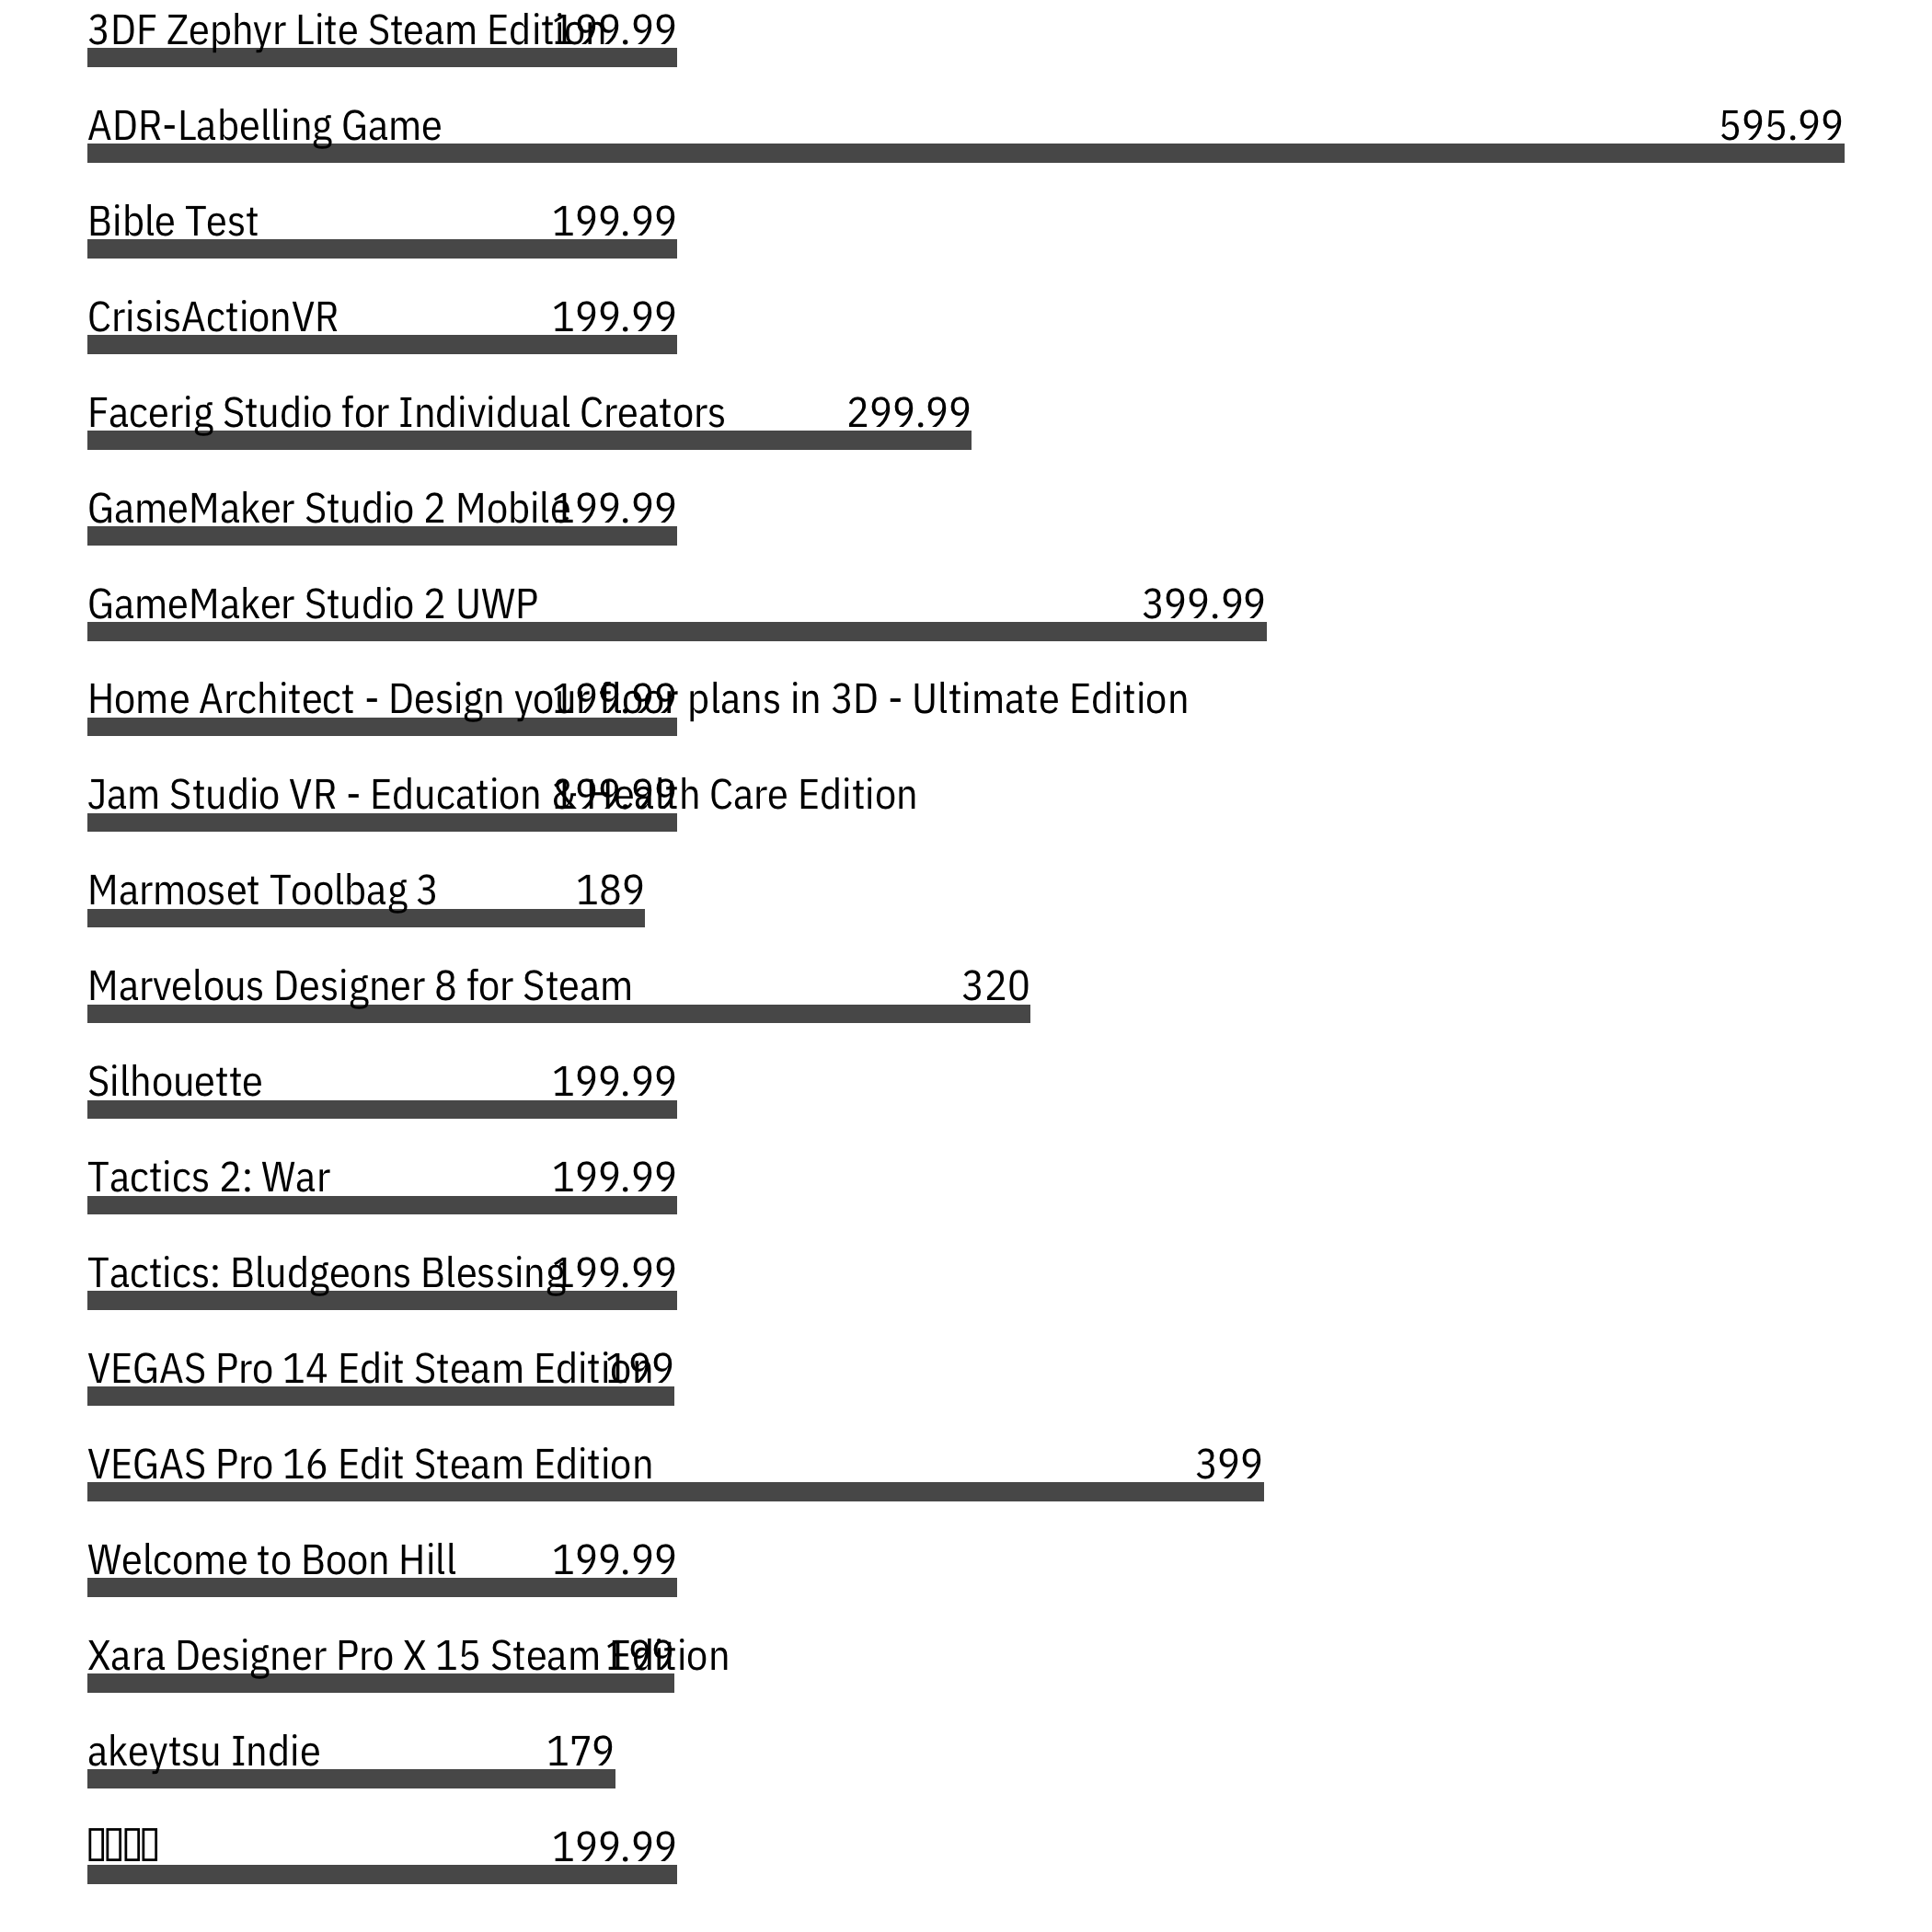 3DF Zephyr Lite Steam Edition 199.99
ADR-Labelling Game 595.99
Bible Test 199.99
CrisisActionVR 199.99
Facerig Studio for Individual Creators 299.99
GameMaker Studio 2 Mobile 199.99
GameMaker Studio 2 UWP 399.99
Home Architect - Design your floor plans in 3D - Ultimate Edition 199.99
Jam Studio VR - Education & Health Care Edition 199.99
Marmoset Toolbag 3 189
Marvelous Designer 8 for Steam 320
Silhouette 199.99
Tactics 2: War 199.99
Tactics: Bludgeons Blessing 199.99
VEGAS Pro 14 Edit Steam Edition 199
VEGAS Pro 16 Edit Steam Edition 399
Welcome to Boon Hill 199.99
Xara Designer Pro X 15 Steam Edition 199
akeytsu Indie 179
199.99